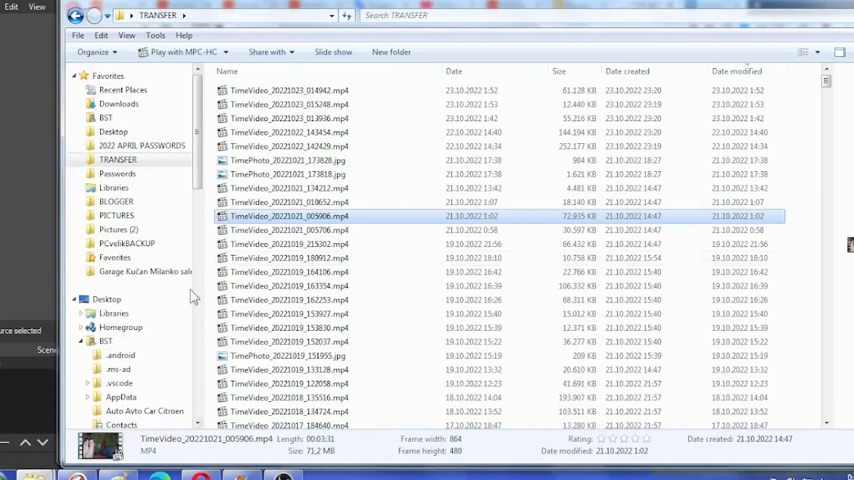 Edit View
TRANSFER
Search TRANSFER
File Edit View Tools Help
Organize Play with MPC-HC Share with Slide show New folder
Favorites
Recent Places
Downloads
BST
Desktop
2022 APRIL PASSWORDS
TRANSFER
Passwords
Libraries
BLOGGER
PICTURES
Pictures (2)
PCvelikBACKUP
Favorites
Garage Kučan Milanko sal
Desktop
Libraries
Homegroup
BST
.android
.ms-ad
.vscode
AppData
Auto Avto Car Citroen
Contacts
Name Date Size Date created Date modified
TimeVideo_20221023_014942.mp4 23.10.2022 1:52 61.128 KB 23.10.2022 23:20 23.10.2022 1:52
TimeVideo_20221023_015248.mp4 23.10.2022 1:53 12.440 KB 23.10.2022 23:19 23.10.2022 1:53
TimeVideo_20221023_013936.mp4 23.10.2022 1:42 55.216 KB 23.10.2022 23:20 23.10.2022 1:42
TimeVideo_20221022_143454.mp4 22.10.2022 14:40 144.194 KB 22.10.2022 23:20 22.10.2022 14:40
TimeVideo_20221022_142429.mp4 22.10.2022 14:34 252.177 KB 22.10.2022 23:20 22.10.2022 14:34
TimePhoto_20221021_173828.jpg 21.10.2022 17:38 984 KB 21.10.2022 18:27 21.10.2022 17:38
TimePhoto_20221021_173818.jpg 21.10.2022 17:38 1.621 KB 21.10.2022 18:27 21.10.2022 17:38
TimeVideo_20221021_134212.mp4 21.10.2022 13:42 4.481 KB 21.10.2022 14:47 21.10.2022 13:42
TimeVideo_20221021_010652.mp4 21.10.2022 1:07 18.140 KB 21.10.2022 14:47 21.10.2022 1:07
TimeVideo_20221021_005906.mp4 21.10.2022 1:02 72.935 KB 21.10.2022 14:47 21.10.2022 1:02
TimeVideo_20221021_005706.mp4 21.10.2022 0:58 30.597 KB 21.10.2022 14:47 21.10.2022 0:58
TimeVideo_20221019_215302.mp4 19.10.2022 21:56 66.432 KB 21.10.2022 14:47 19.10.2022 21:56
TimeVideo_20221019_180912.mp4 19.10.2022 18:10 10.758 KB 21.10.2022 15:54 19.10.2022 18:10
TimeVideo_20221019_164106.mp4 19.10.2022 16:42 22.766 KB 21.10.2022 15:40 19.10.2022 16:42
TimeVideo_20221019_163354.mp4 19.10.2022 16:39 106.332 KB 21.10.2022 15:40 19.10.2022 16:39
TimeVideo_20221019_162253.mp4 19.10.2022 16:26 68.311 KB 21.10.2022 15:40 19.10.2022 16:26
TimeVideo_20221019_153927.mp4 19.10.2022 15:40 17.513 KB 21.10.2022 15:40 19.10.2022 15:40
TimeVideo_20221019_153830.mp4 19.10.2022 15:39 12.371 KB 21.10.2022 15:40 19.10.2022 15:39
TimeVideo_20221019_152037.mp4 19.10.2022 15:22 36.277 KB 21.10.2022 15:40 19.10.2022 15:22
TimePhoto_20221019_151955.jpg 19.10.2022 15:19 209 KB 21.10.2022 15:39 19.10.2022 15:19
TimeVideo_20221019_133128.mp4 19.10.2022 13:32 20.610 KB 21.10.2022 14:47 19.10.2022 13:32
TimeVideo_20221019_122058.mp4 19.10.2022 12:23 41.691 KB 21.10.2022 21:57 19.10.2022 12:23
TimeVideo_20221018_135516.mp4 18.10.2022 14:04 193.907 KB 21.10.2022 21:57 18.10.2022 14:04
TimeVideo_20221018_134724.mp4 18.10.2022 13:52 103.511 KB 21.10.2022 21:57 18.10.2022 13:52
TimeVideo_20221017_184640.mp4 17.10.2022 18:47 13.280 KB 21.10.2022 21:57 17.10.2022 18:47
ource selected
Scene
TimeVideo_20221021_005906.mp4 Length: 00:03:31 Frame width: 864 Rating: Date created: 21.10.2022 14:47
MP4 Size: 71,2 MB Frame height: 480 Date modified: 21.10.2022 1:02